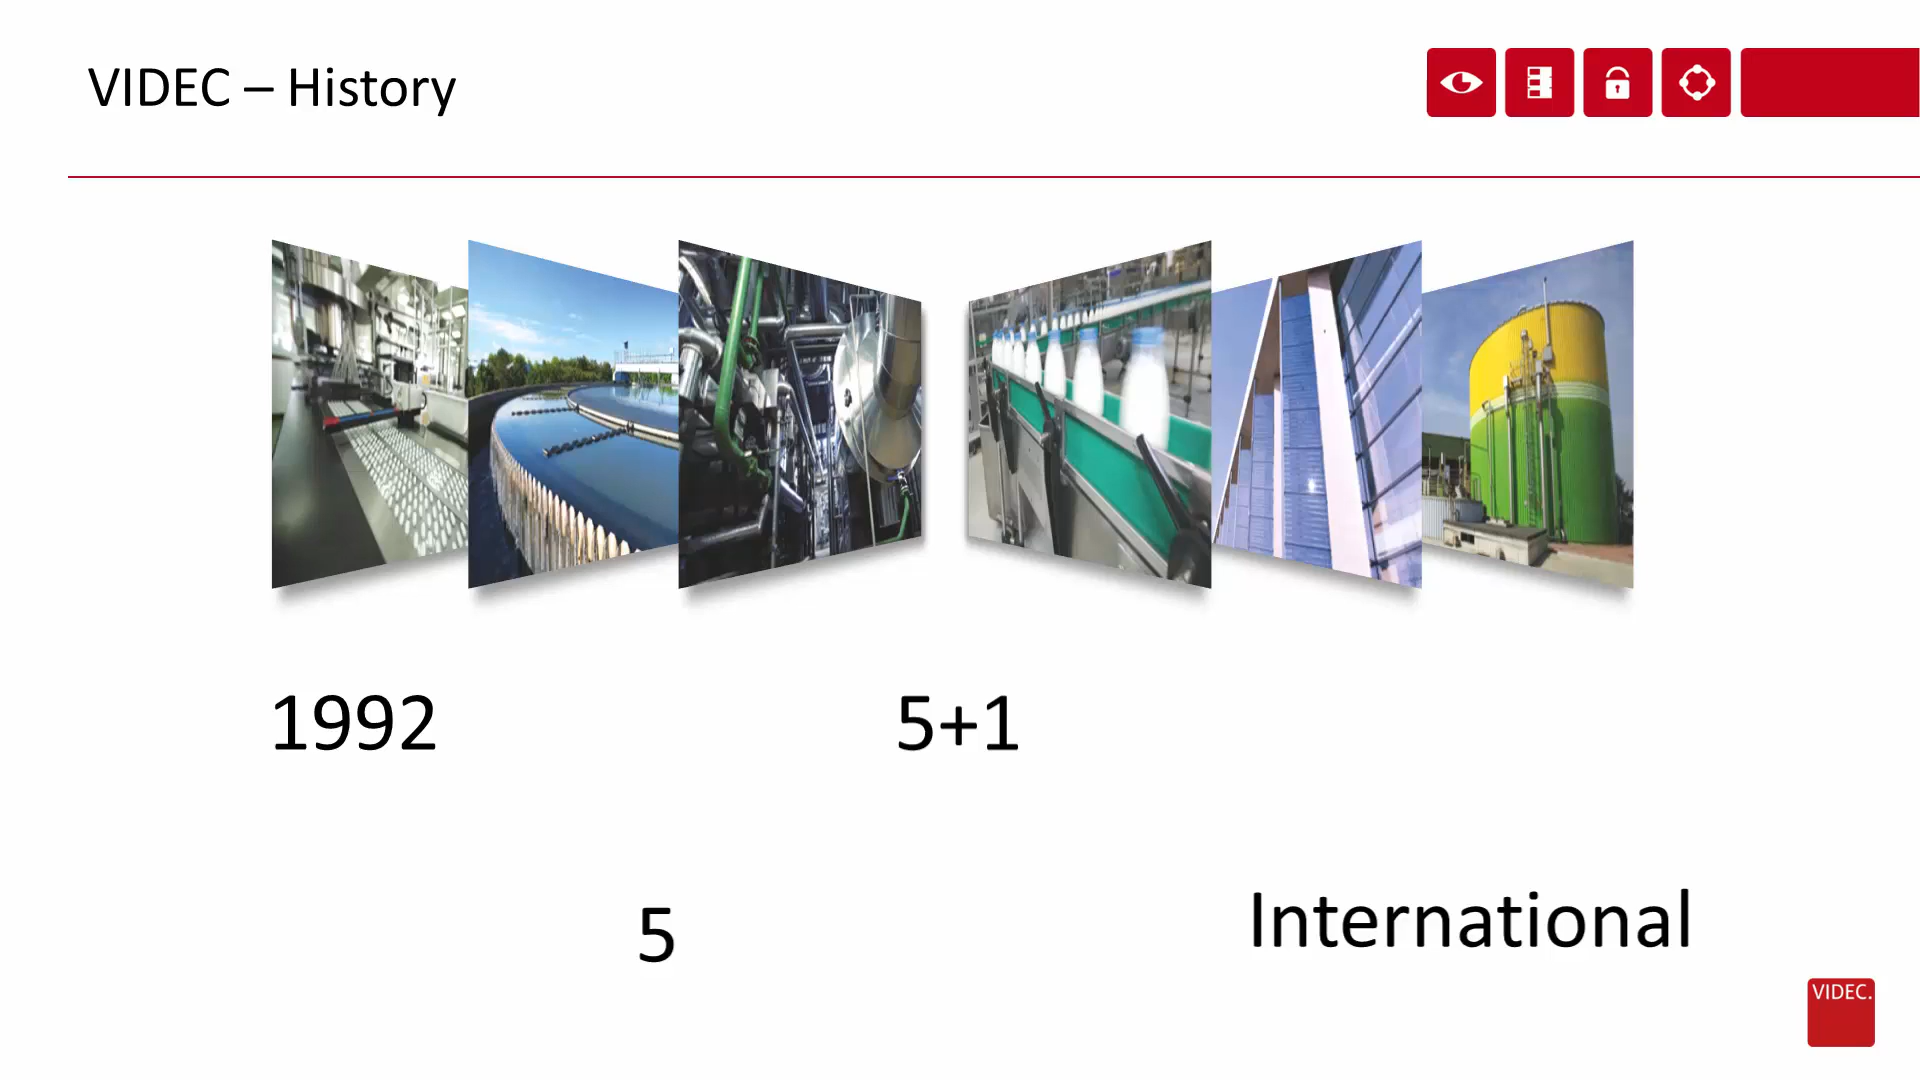 VIDEC – History
1992
5+1
5
International
VIDEC.